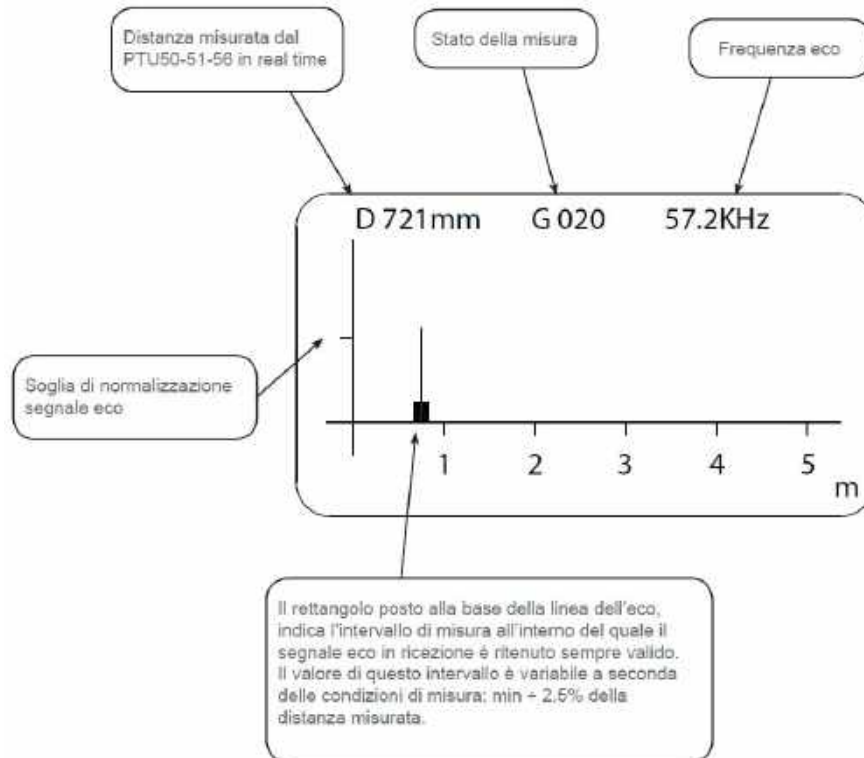 Distanza misurata dal
PTU50-51-56 in real time
Stato della misura
Frequenza eco
D 721mm G 020 57.2KHz
Soglia di normalizzazione
segnale eco
1 2 3 4 5
m
Il rettangolo posto alla base della linea dell'eco,
indica l'intervallo di misura all'interno del quale il
segnale eco in ricezione é ritenuto sempre valido.
Il valore di questo intervallo è variabile a seconda
delle condizioni di misura: min ÷ 2.5% della
distanza misurata.